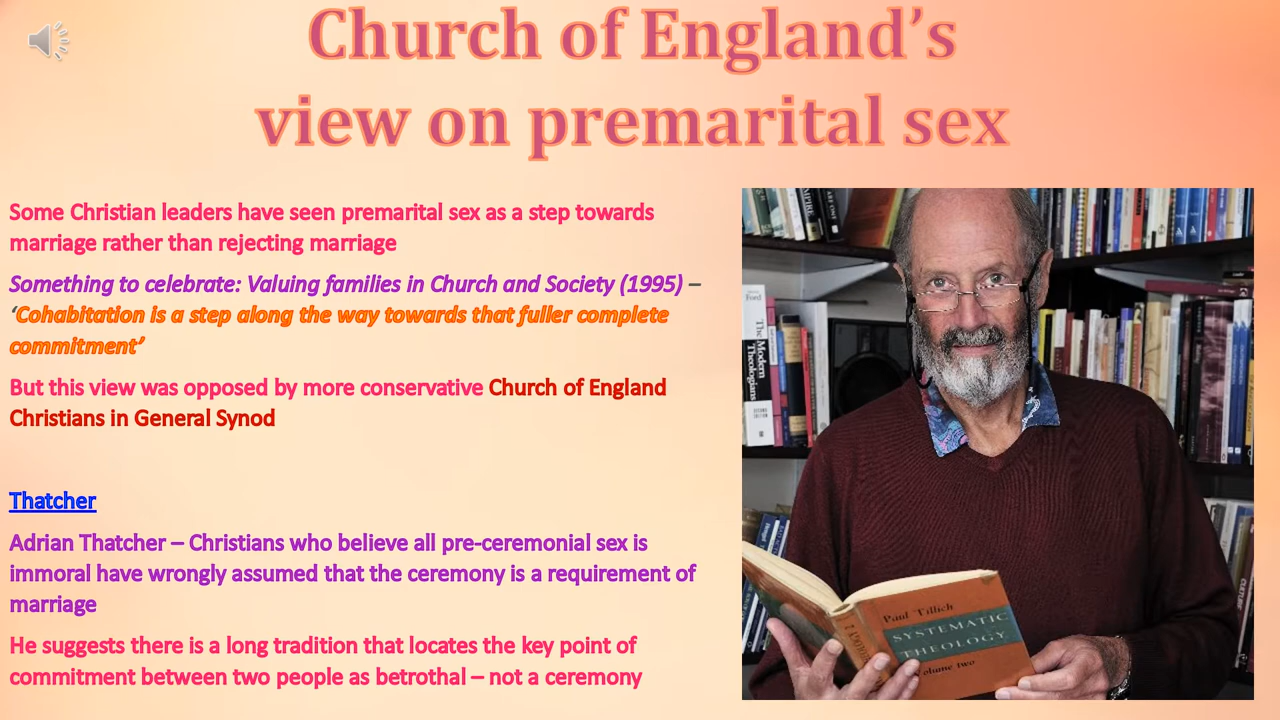 Church of England’s
view on premarital sex
Some Christian leaders have seen premarital sex as a step towards
marriage rather than rejecting marriage
Something to celebrate: Valuing families in Church and Society (1995) –
‘Cohabitation is a step along the way towards that fuller complete
commitment’
But this view was opposed by more conservative Church of England
Christians in General Synod
Thatcher
Adrian Thatcher – Christians who believe all pre-ceremonial sex is
immoral have wrongly assumed that the ceremony is a requirement of
marriage
He suggests there is a long tradition that locates the key point of
commitment between two people as betrothal – not a ceremony
Ford
The Modern
Theologians
Paul Tillich
SYSTEMATIC
THEOLOGY
volume two